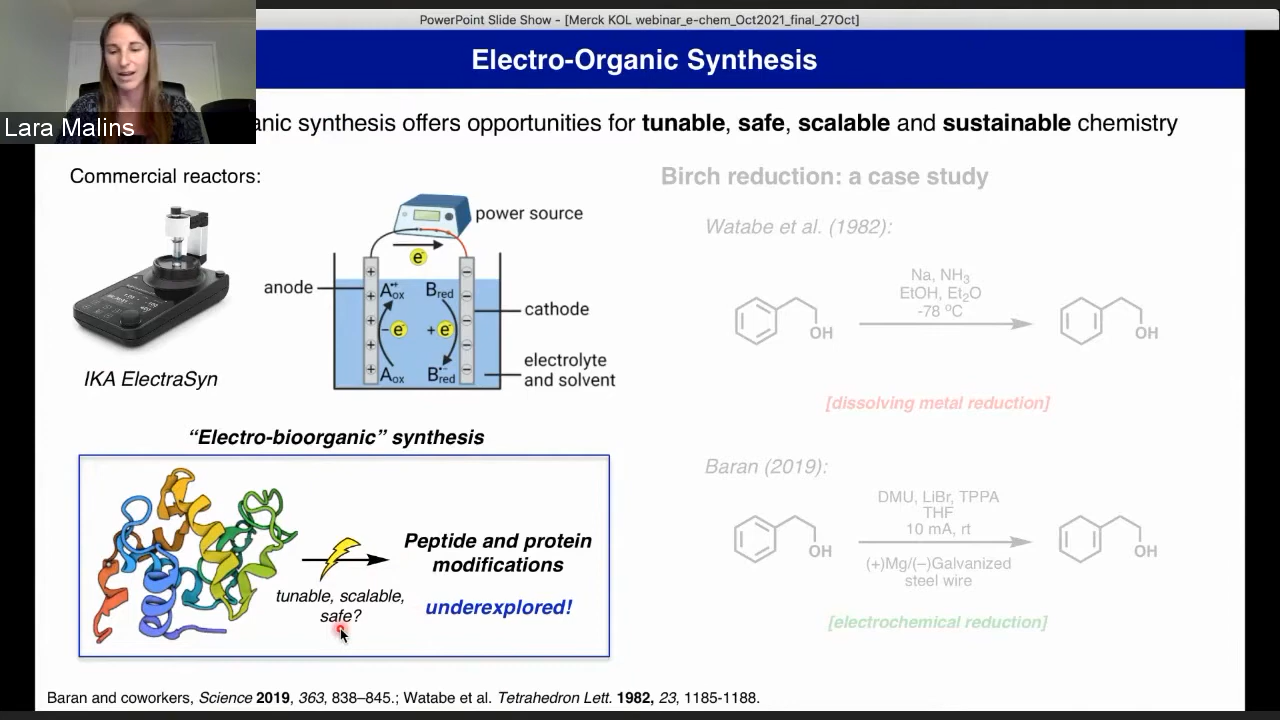 PowerPoint Slide Show - [Merck KOL webinar_e-chem_Oct2021_final_27Oct]
Electro-Organic Synthesis
Lara Malins
anic synthesis offers opportunities for tunable, safe, scalable and sustainable chemistry
Commercial reactors:
IKA ElectraSyn
power source
e-
anode
A•+ox
Bred
cathode
- e-
+ e-
electrolyte
and solvent
Aox
B•-red
"Electro-bioorganic" synthesis
tunable, scalable,
safe?
Peptide and protein
modifications
underexplored!
Birch reduction: a case study
Watabe et al. (1982):
Na, NH3
EtOH, Et2O
-78 ºC
OH
OH
[dissolving metal reduction]
Baran (2019):
DMU, LiBr, TPPA
THF
10 mA, rt
OH
OH
(+)Mg/(–)Galvanized
steel wire
[electrochemical reduction]
Baran and coworkers, Science 2019, 363, 838–845.; Watabe et al. Tetrahedron Lett. 1982, 23, 1185-1188.